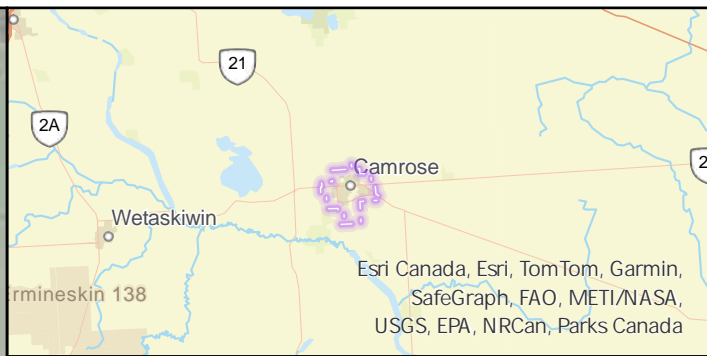 21
2A
Camrose
2
Wetaskiwin
Esri Canada, Esri, TomTom, Garmin,
rmineskin 138
SafeGraph, FAO, METI/NASA,
USGS, EPA, NRCan, Parks Canada